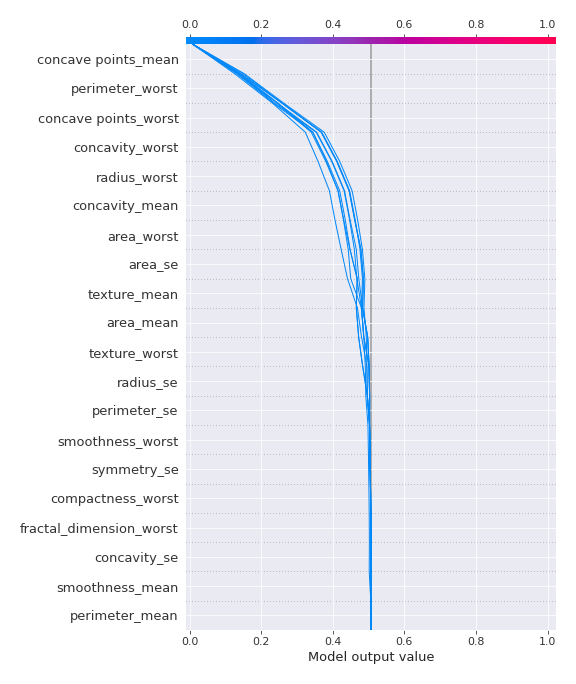 0.0 0.2 0.4 0.6 0.8 1.0
concave points_mean
perimeter_worst
concave points_worst
concavity_worst
radius_worst
concavity_mean
area_worst
area_se
texture_mean
area_mean
texture_worst
radius_se
perimeter_se
smoothness_worst
symmetry_se
compactness_worst
fractal_dimension_worst
concavity_se
smoothness_mean
perimeter_mean
0.0 0.2 0.4 0.6 0.8 1.0
Model output value